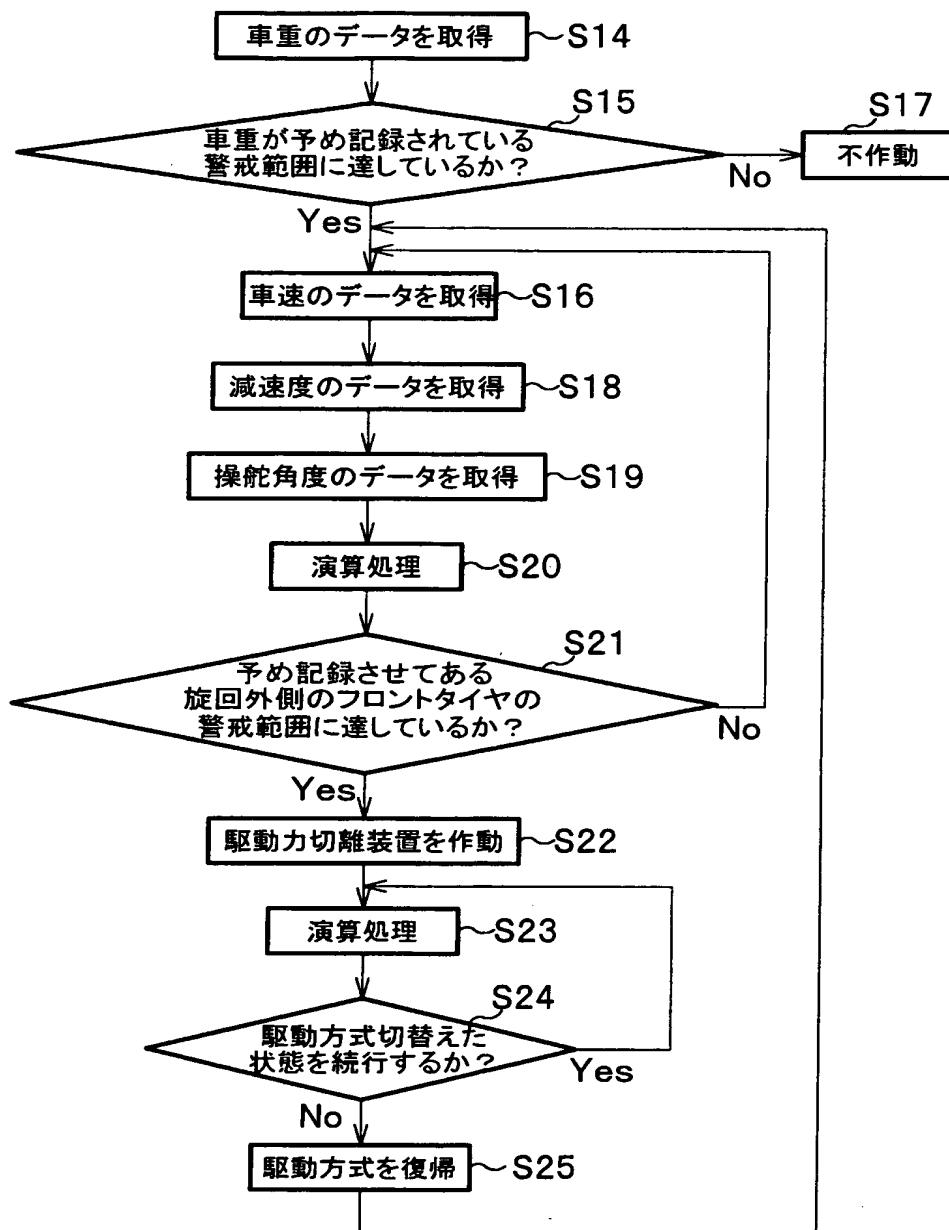 車重のデータを取得
S14
S15
車重が予め記録されている
警戒範囲に達しているか？
S17
不作動
No
Yes
車速のデータを取得
S16
減速度のデータを取得
S18
操舵角度のデータを取得
S19
演算処理
S20
S21
予め記録させてある
旋回外側のフロントタイヤの
警戒範囲に達しているか？
No
Yes
駆動力切離装置を作動
S22
演算処理
S23
S24
駆動方式切替えた
状態を続行するか？
Yes
No
駆動方式を復帰
S25